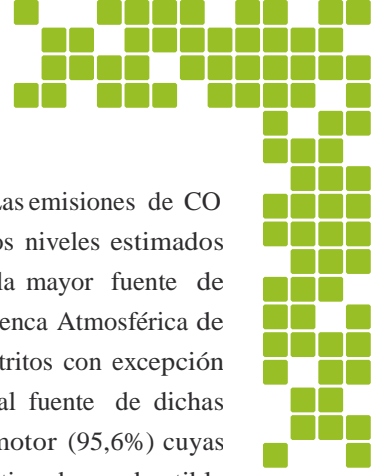 as emisiones de CO
os niveles estimados
la mayor fuente de
enca Atmosférica de
tritos con excepción
al fuente de dichas
motor (95,6%) cuyas